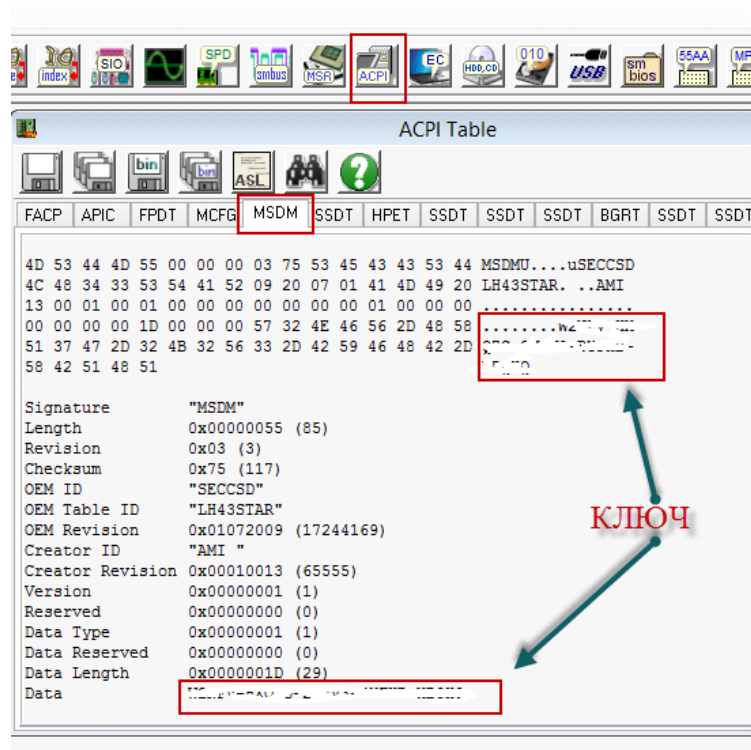 index SIO SPD smbus MSR ACPI EC HDD,CD 010 USB sm bios 55AA
ACPI Table
bin bin ASL
FACP APIC FPDT MCFG MSDM SSDT HPET SSDT SSDT SSDT BGRT SSDT SSDT
4D 53 44 4D 55 00 00 00 03 75 53 45 43 43 53 44 MSDMU....uSECCSD
4C 48 34 33 53 54 41 52 09 20 07 01 41 4D 49 20 LH43STAR. ..AMI
13 00 01 00 01 00 00 00 00 00 00 00 01 00 00 00 ................
00 00 00 00 1D 00 00 00 57 32 4E 46 56 2D 48 58
51 37 47 2D 32 4B 32 56 33 2D 42 59 46 48 42 2D
58 42 51 48 51
Signature "MSDM"
Length 0x00000055 (85)
Revision 0x03 (3)
Checksum 0x75 (117)
OEM ID "SECCSD"
OEM Table ID "LH43STAR"
OEM Revision 0x01072009 (17244169)
Creator ID "AMI "
Creator Revision 0x00010013 (65555)
Version 0x00000001 (1)
Reserved 0x00000000 (0)
Data Type 0x00000001 (1)
Data Reserved 0x00000000 (0)
Data Length 0x0000001D (29)
Data
КЛЮЧ